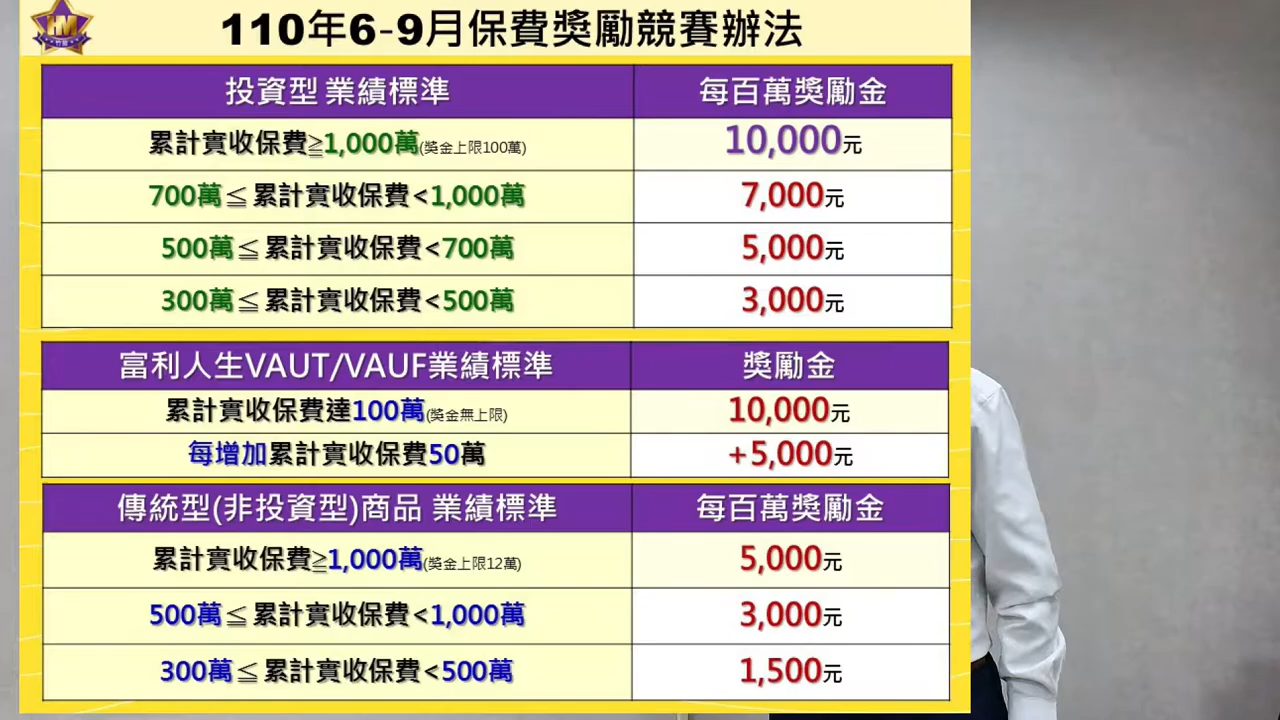 HM
竹苑
110年6-9月保費獎勵競賽辦法
投資型 業績標準 每百萬獎勵金
累計實收保費≧1,000萬(獎金上限100萬) 10,000元
700萬≦累計實收保費<1,000萬 7,000元
500萬≦累計實收保費<700萬 5,000元
300萬≦累計實收保費<500萬 3,000元
富利人生VAUT/VAUF業績標準 獎勵金
累計實收保費達100萬(獎金無上限) 10,000元
每增加累計實收保費50萬 +5,000元
傳統型(非投資型)商品 業績標準 每百萬獎勵金
累計實收保費≧1,000萬(獎金上限12萬) 5,000元
500萬≦累計實收保費<1,000萬 3,000元
300萬≦累計實收保費<500萬 1,500元